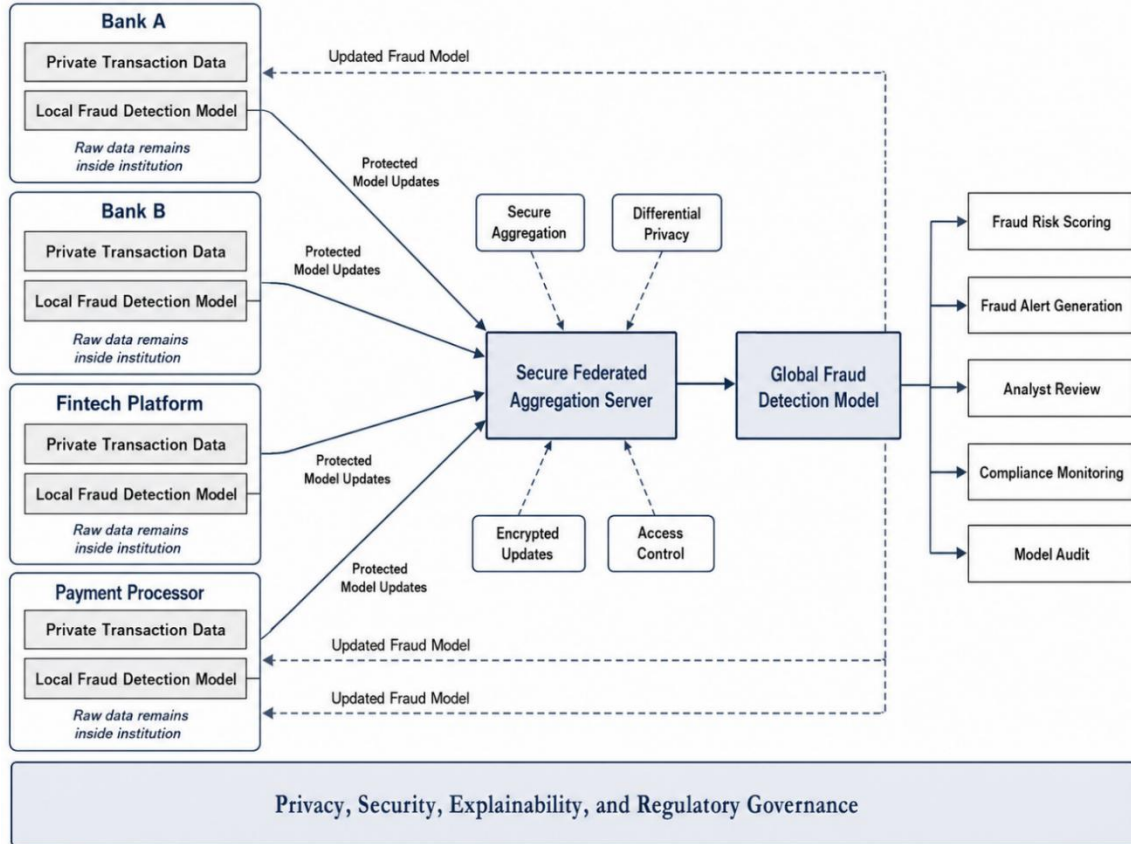 Bank A
Private Transaction Data
Local Fraud Detection Model
Raw data remains
inside institution
Bank B
Private Transaction Data
Local Fraud Detection Model
Raw data remains
inside institution
Fintech Platform
Private Transaction Data
Local Fraud Detection Model
Raw data remains
inside institution
Payment Processor
Private Transaction Data
Local Fraud Detection Model
Raw data remains
inside institution
Updated Fraud Model
Protected
Model Updates
Protected
Model Updates
Protected
Model Updates
Protected
Model Updates
Updated Fraud Model
Updated Fraud Model
Secure
Aggregation
Differential
Privacy
Secure Federated
Aggregation Server
Encrypted
Updates
Access
Control
Global Fraud
Detection Model
Fraud Risk Scoring
Fraud Alert Generation
Analyst Review
Compliance Monitoring
Model Audit
Privacy, Security, Explainability, and Regulatory Governance